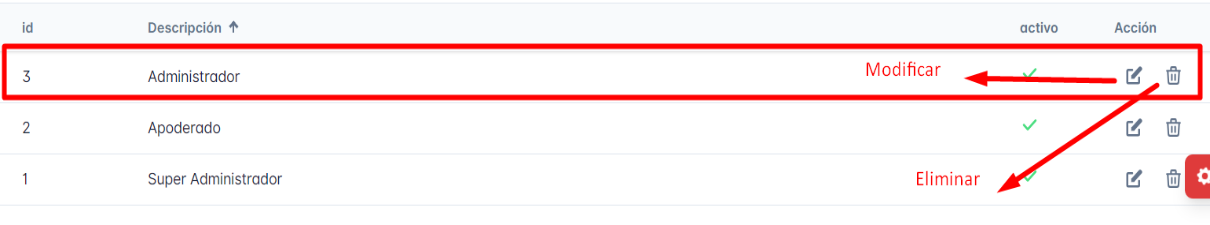 id Descripción activo Acción
3 Administrador Modificar
2 Apoderado
1 Super Administrador Eliminar